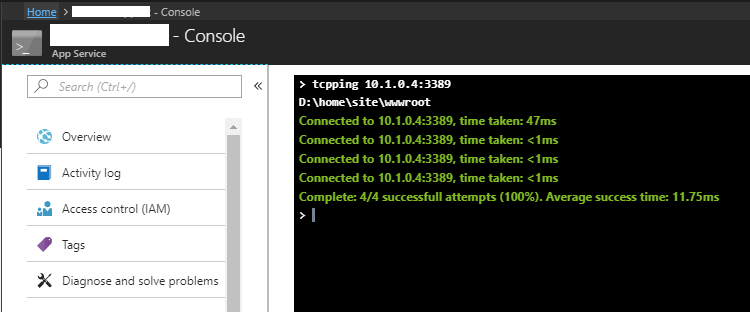 Home > - Console
- Console
App Service
Search (Ctrl+/)
«
Overview
Activity log
Access control (IAM)
Tags
Diagnose and solve problems
> tcpping 10.1.0.4:3389
D:\home\site\wwwroot
Connected to 10.1.0.4:3389, time taken: 47ms
Connected to 10.1.0.4:3389, time taken: <1ms
Connected to 10.1.0.4:3389, time taken: <1ms
Connected to 10.1.0.4:3389, time taken: <1ms
Complete: 4/4 successfull attempts (100%). Average success time: 11.75ms
>